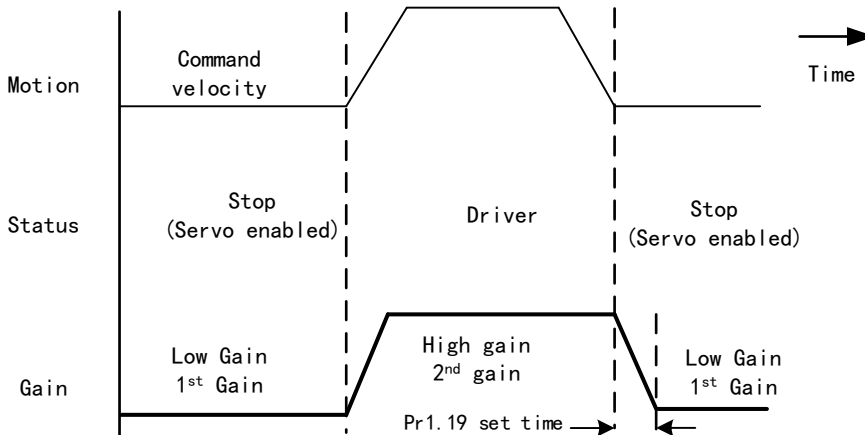 Motion
Command
velocity
Time
Status
Stop
(Servo enabled)
Driver
Stop
(Servo enabled)
Gain
Low Gain
1st Gain
High gain
2nd gain
Low Gain
1st Gain
Pr1.19 set time